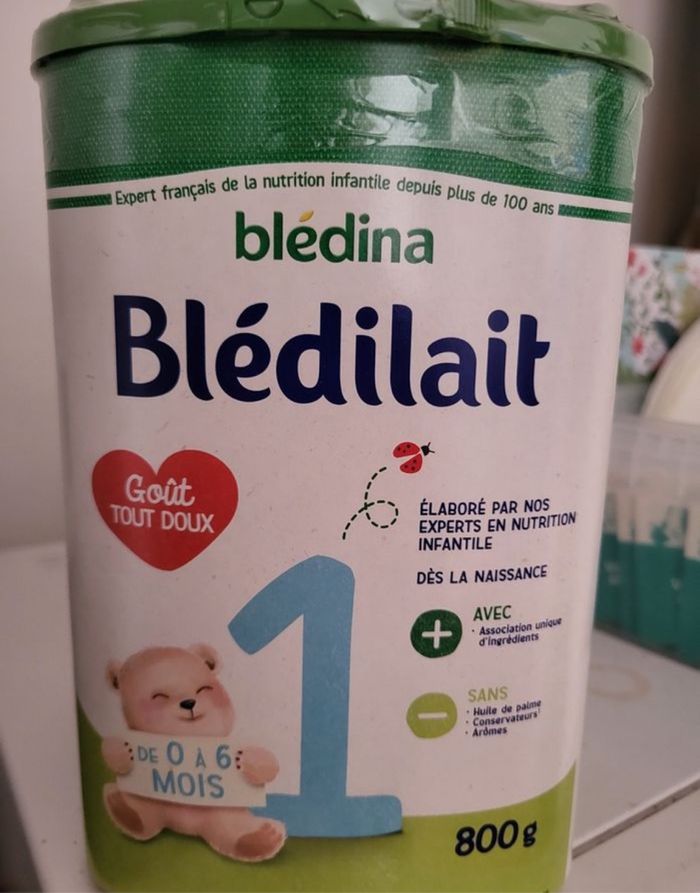 Expert français de la nutrition infantile depuis plus de 100 ans
blédina
Blédilait
Goût
TOUT DOUX
ÉLABORÉ PAR NOS
EXPERTS EN NUTRITION
INFANTILE
DÈS LA NAISSANCE
AVEC
· Association unique
d'ingrédients
SANS
· Huile de palme
· Conservateurs¹
· Arômes
1
DE 0 À 6
MOIS
800g